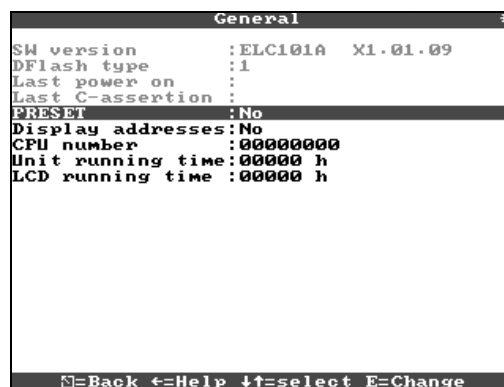 General *
SW version :ELC101A X1.01.09
DFlash type :1
Last power on :
Last C-assertion :
PRESET :No
Display addresses:No
CPU number :00000000
Unit running time:00000 h
LCD running time :00000 h
=Back ←=Help ↓↑=select E=Change